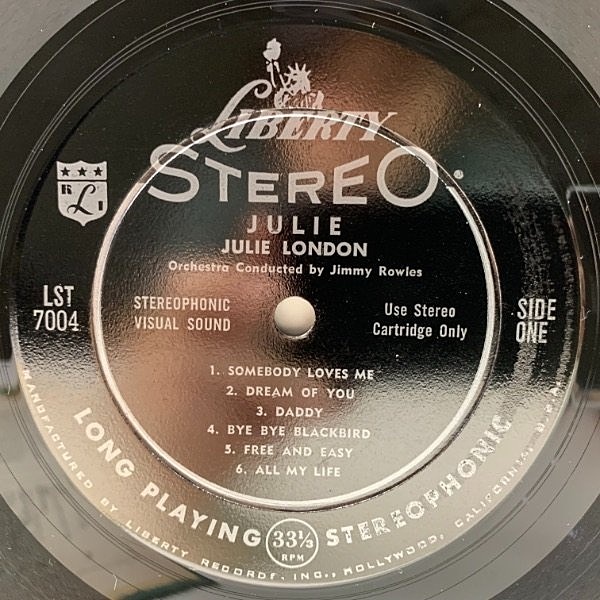 LIBERTY
STEREO®
JULIE
JULIE LONDON
Orchestra Conducted by Jimmy Rowles
LST
7004
STEREOPHONIC
VISUAL SOUND
Use Stereo
Cartridge Only
SIDE
ONE
1. SOMEBODY LOVES ME
2. DREAM OF YOU
3. DADDY
4. BYE BYE BLACKBIRD
5. FREE AND EASY
6. ALL MY LIFE
LONG PLAYING 33⅓ RPM STEREOPHONIC
MANUFACTURED BY LIBERTY RECORDS, INC., HOLLYWOOD, CALIFORNIA,